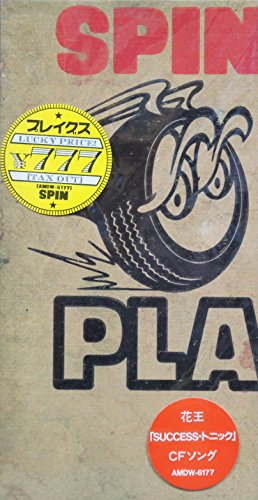 SPIN
ブレイクス
LUCKY PRICE!
¥777
[TAX OUT]
[AMDW-6177]
SPIN
PLA
花王
「SUCCESS・トニック」
CFソング
AMDW-6177